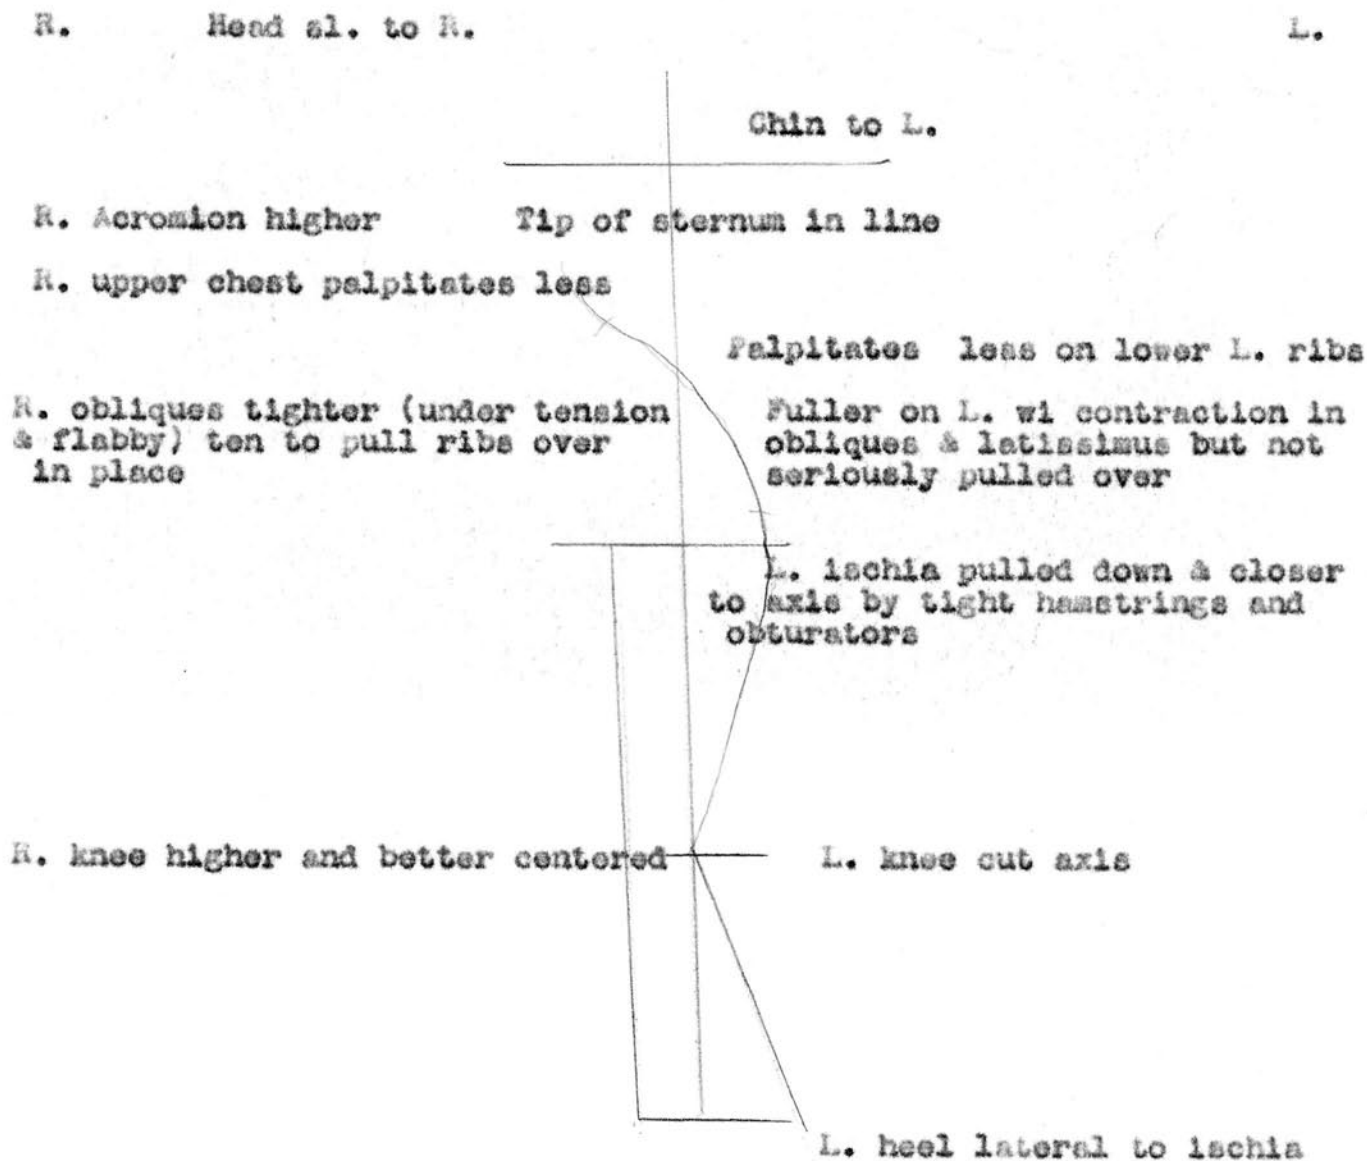 R. Head sl. to R. L.
Chin to L.
R. Acromion higher Tip of sternum in line
R. upper chest palpitates less
Palpitates less on lower L. ribs
R. obliques tighter (under tension
& flabby) ten to pull ribs over
in place
Fuller on L. wi contraction in
obliques & latissimus but not
seriously pulled over
L. ischia pulled down & closer
to axis by tight hamstrings and
obturators
R. knee higher and better centered L. knee cut axis
L. heel lateral to ischia